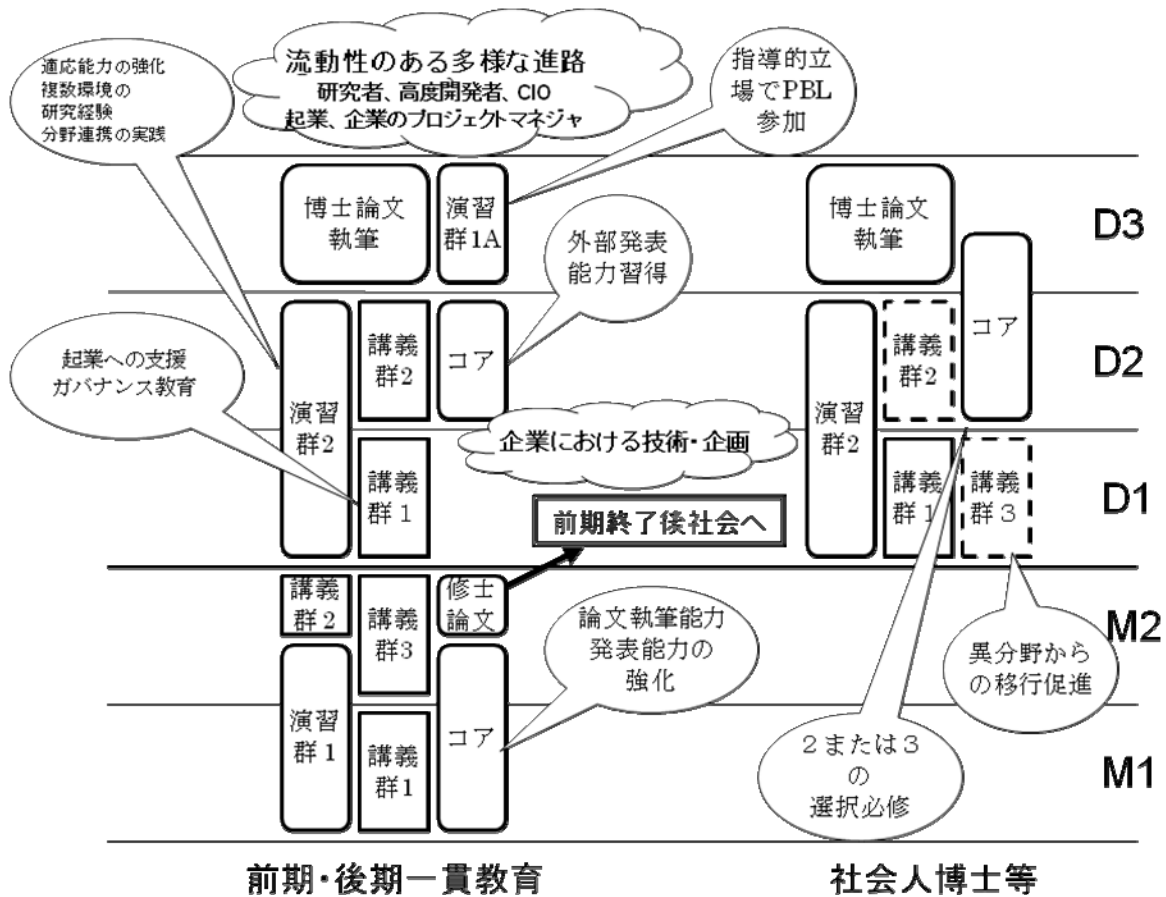 適応能力の強化
複数環境の
研究経験
分野連携の実践
流動性のある多様な進路
研究者、高度開発者、CIO
起業、企業のプロジェクトマネジャ
指導的立
場でPBL
参加
博士論文
執筆
演習
群1A
博士論文
執筆
D3
外部発表
能力習得
起業への支援
ガバナンス教育
演習
群2
講義
群2
コア
演習
群2
講義
群2
コア
D2
企業における技術・企画
講義
群1
前期終了後社会へ
講義
群1
講義
群3
D1
講義
群2
講義
群3
修士
論文
論文執筆能力
発表能力の
強化
M2
異分野から
の移行促進
演習
群1
講義
群1
コア
2または3
の
選択必修
M1
前期・後期一貫教育
社会人博士等